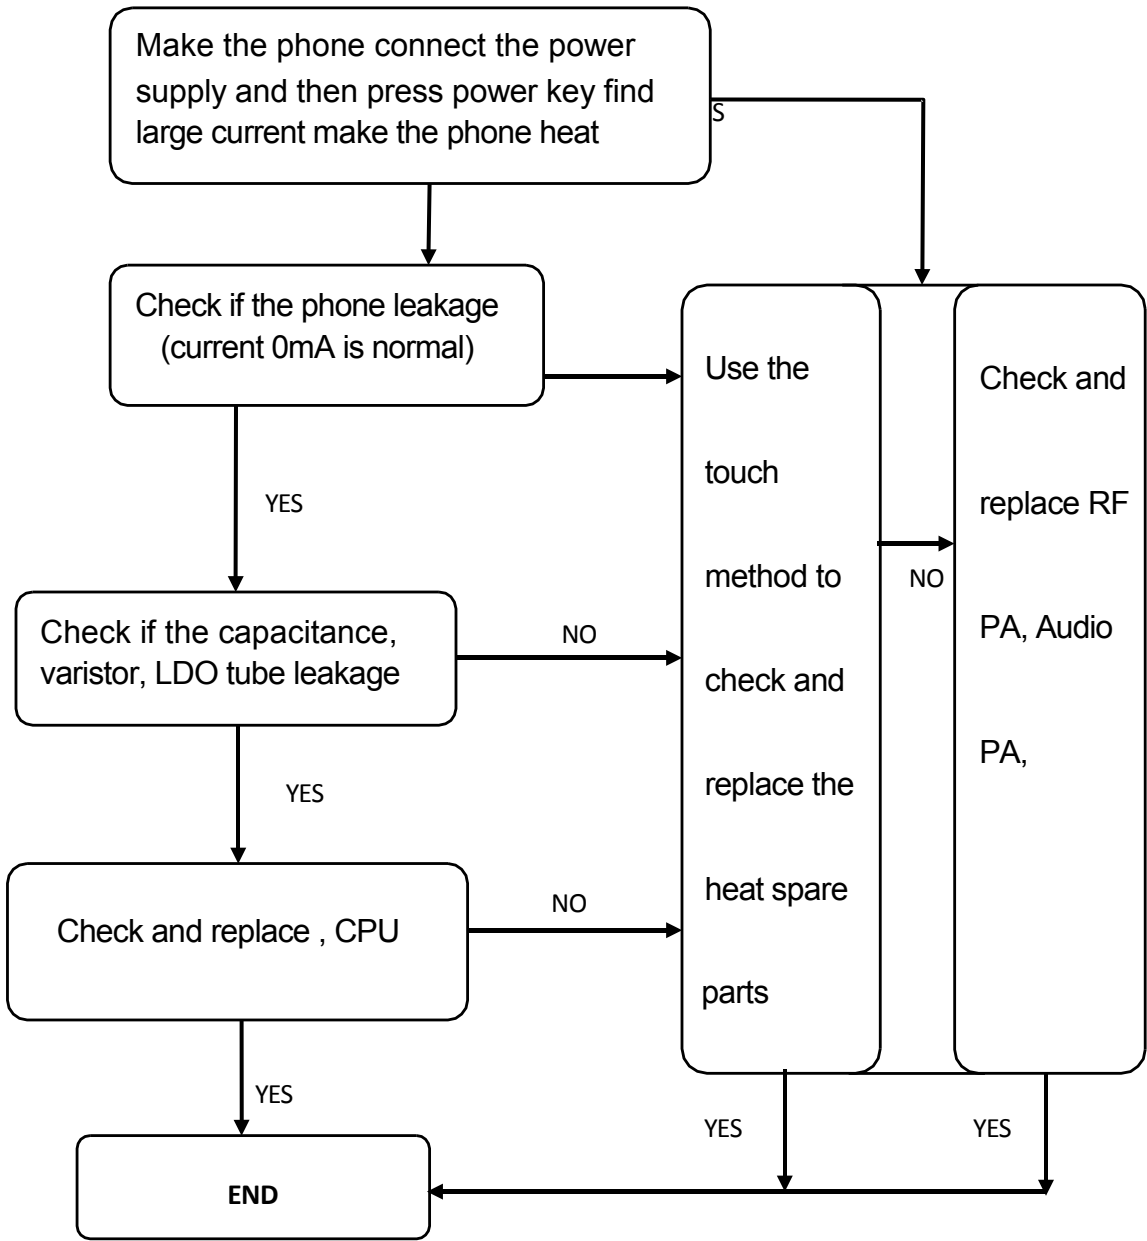 Make the phone connect the power
supply and then press power key find
large current make the phone heat
S
Check if the phone leakage
(current 0mA is normal)
YES
Check if the capacitance,
varistor, LDO tube leakage
NO
YES
Check and replace , CPU
NO
YES
END
Use the
touch
method to
check and
replace the
heat spare
parts
NO
YES
Check and
replace RF
PA, Audio
PA,
YES